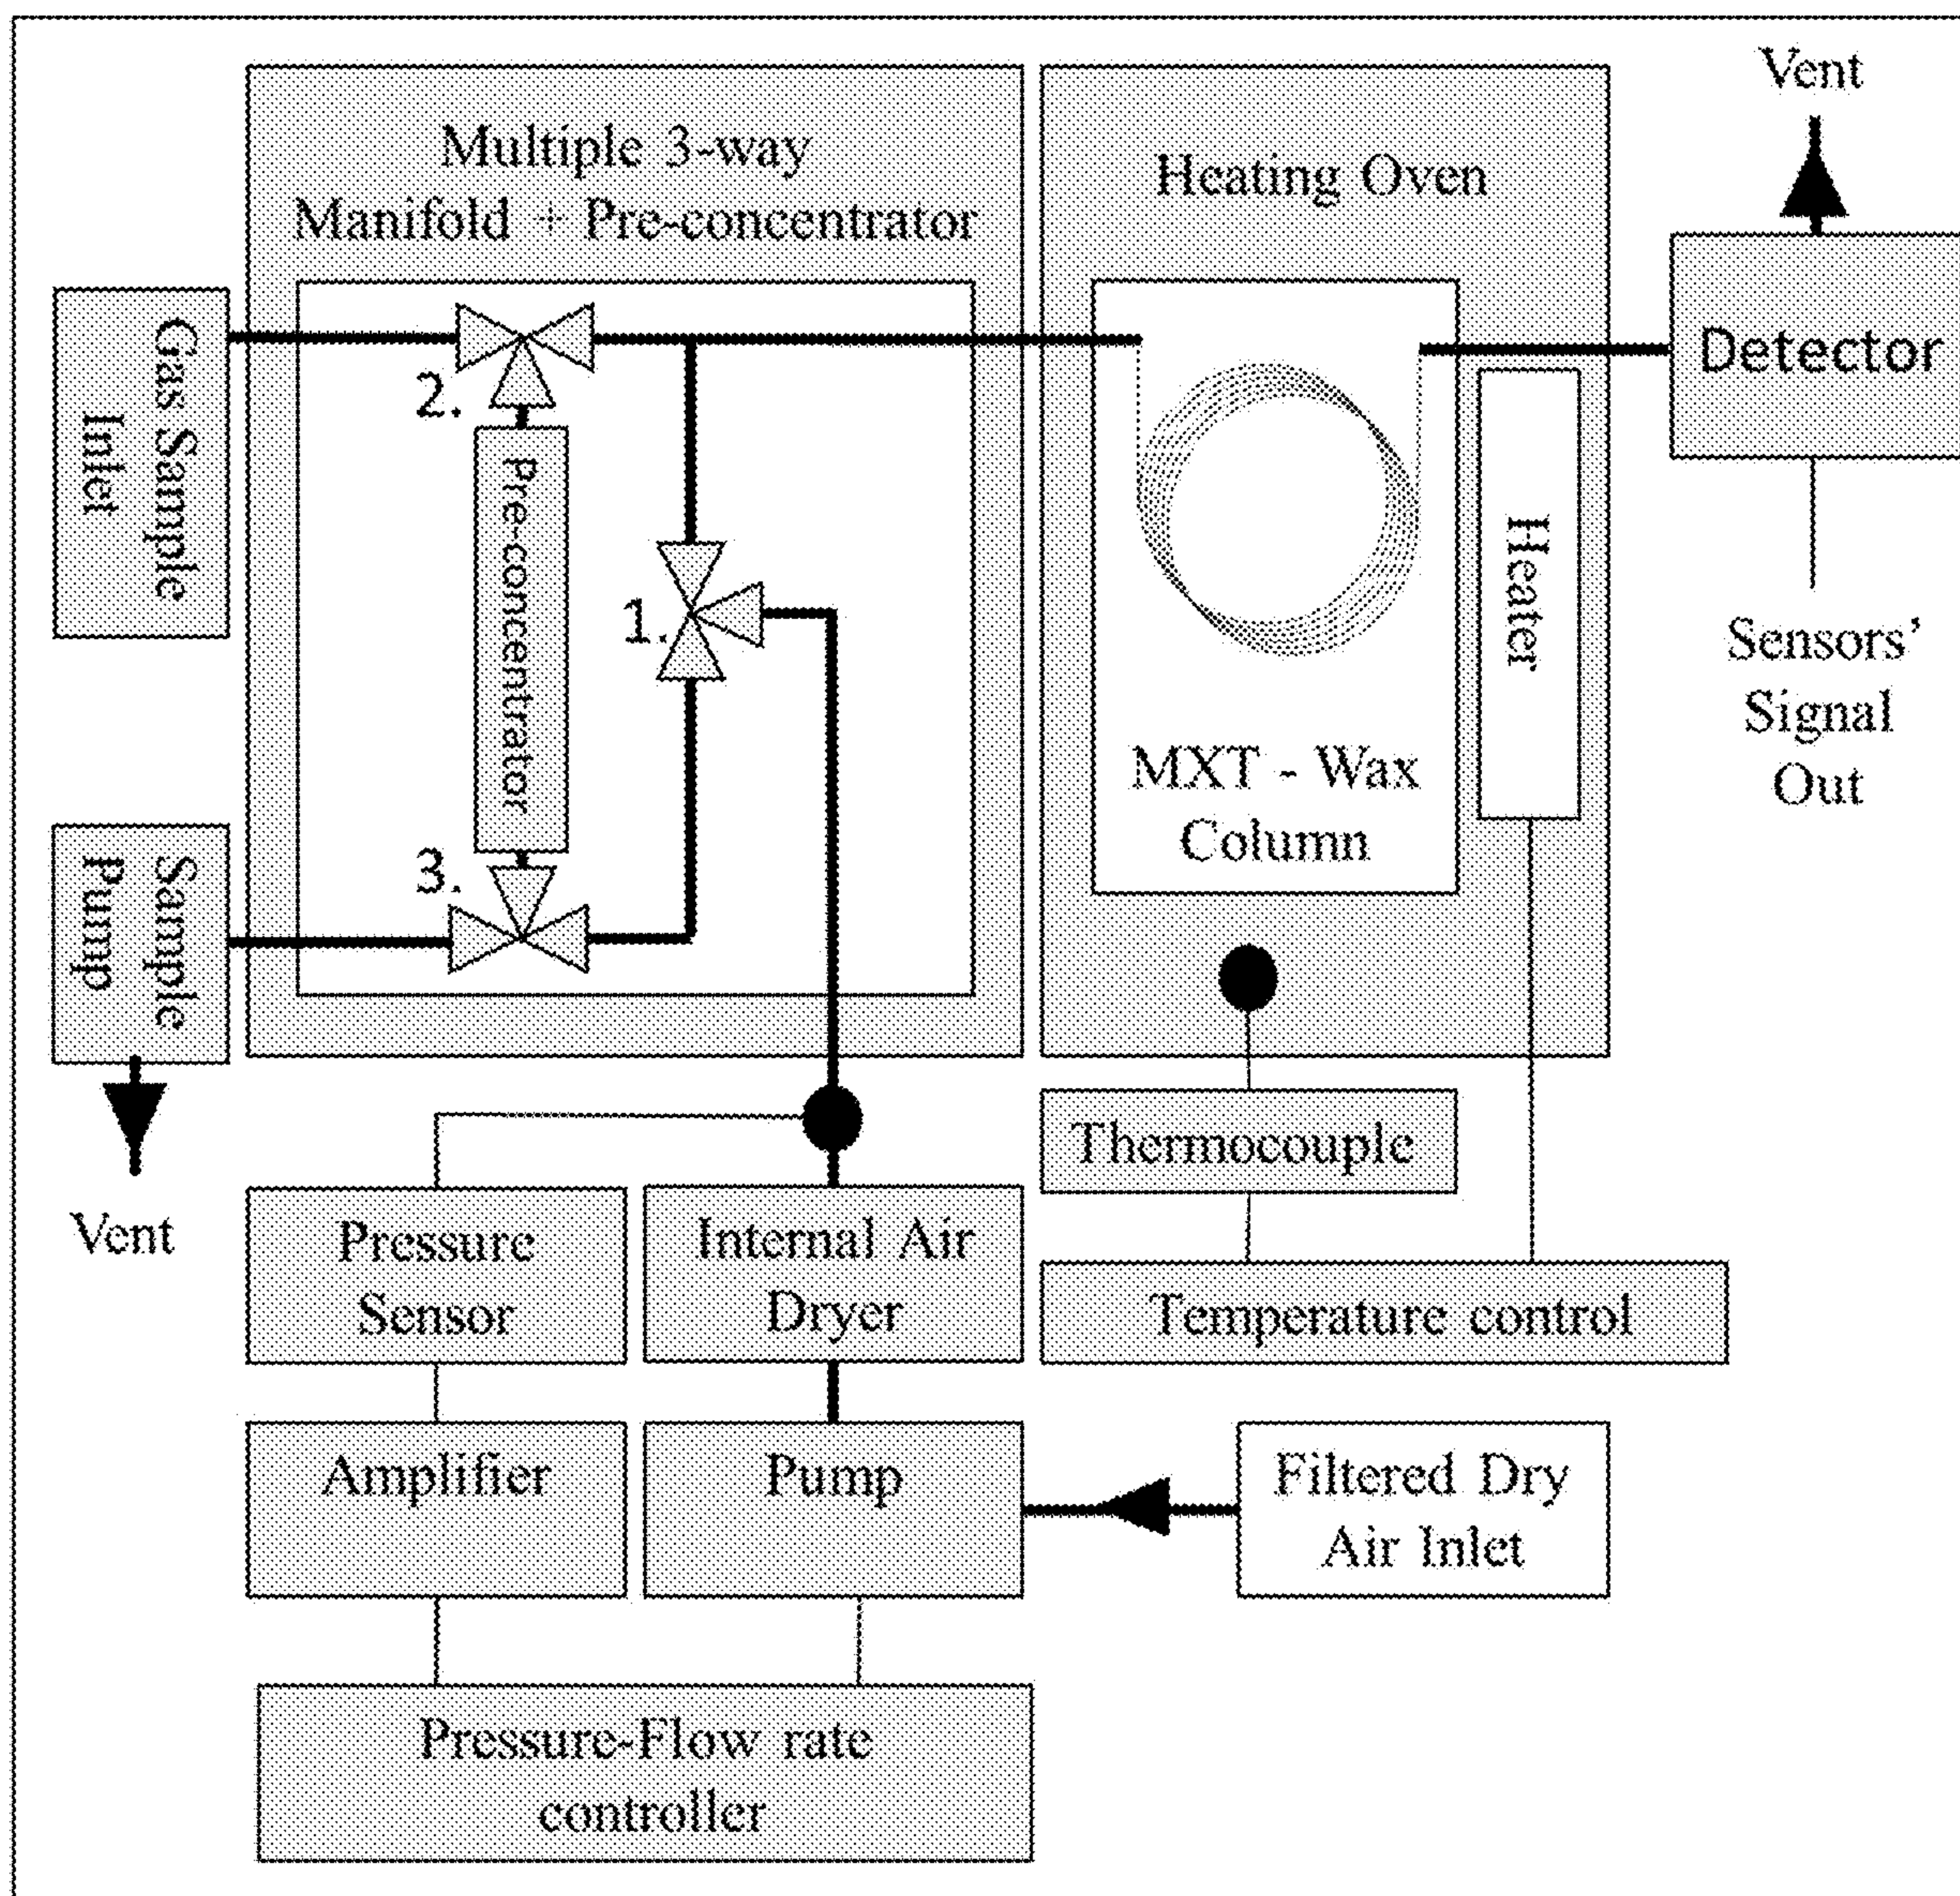 Vent
Multiple 3-way
Manifold + Pre-concentrator
Heating Oven
Gas Sample
Inlet
2.
Pre-concentrator
1.
3.
Detector
Heater
MXT - Wax
Column
Sensors'
Signal
Out
Sample
Pump
Vent
Thermocouple
Pressure
Sensor
Internal Air
Dryer
Temperature control
Amplifier
Pump
Filtered Dry
Air Inlet
Pressure-Flow rate
controller